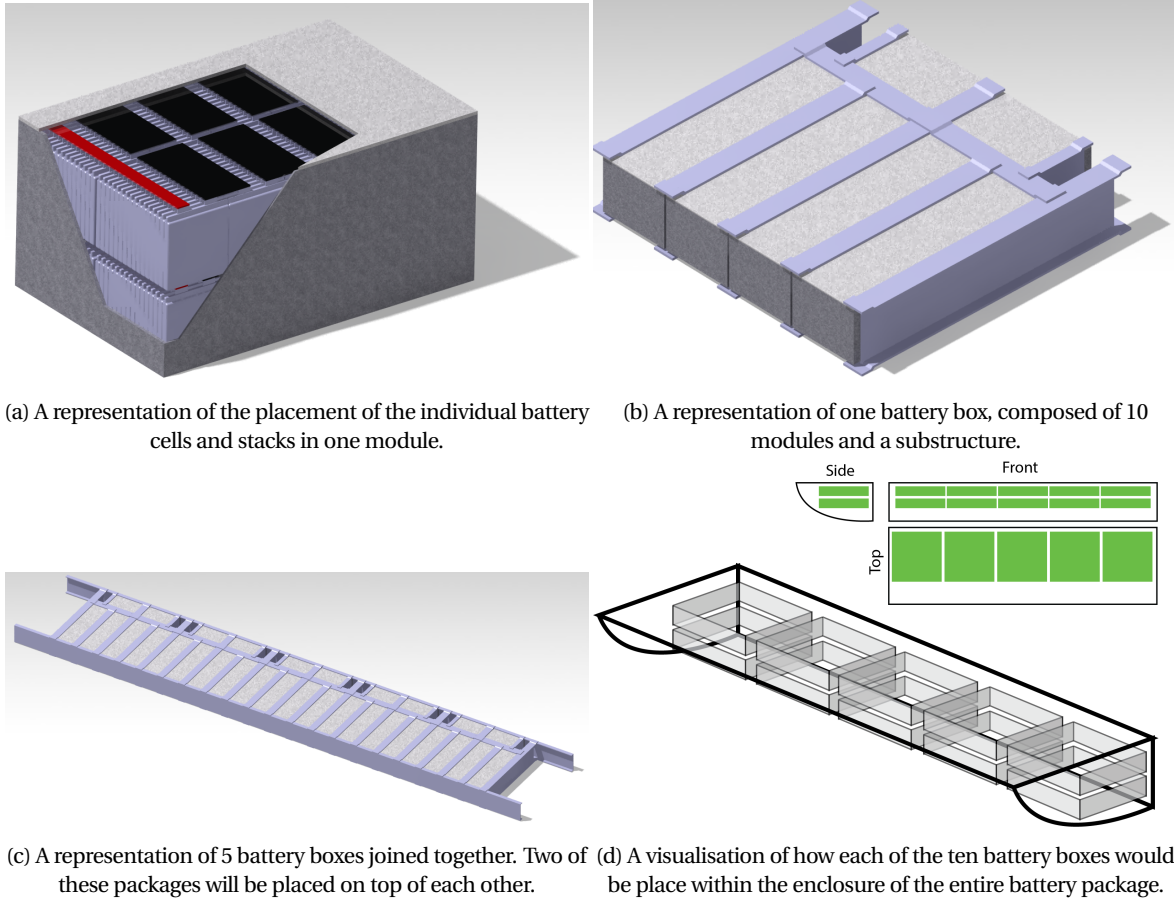 (a) A representation of the placement of the individual battery
cells and stacks in one module.
(b) A representation of one battery box, composed of 10
modules and a substructure.
Side
Front
Top
(c) A representation of 5 battery boxes joined together. Two of
these packages will be placed on top of each other.
(d) A visualisation of how each of the ten battery boxes would
be place within the enclosure of the entire battery package.